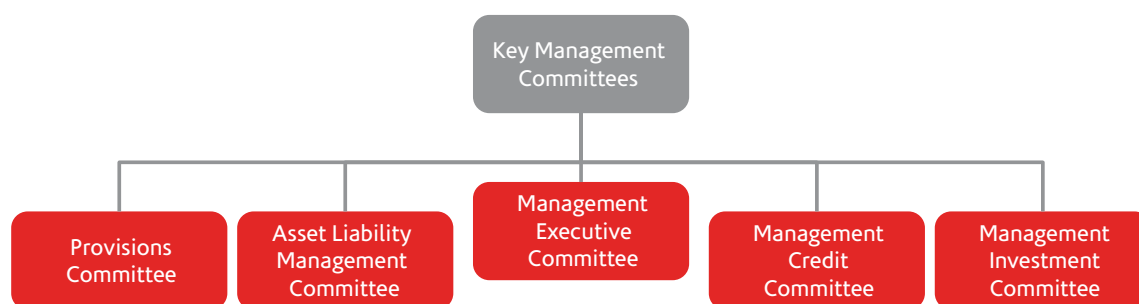 Key Management
Committees
Provisions
Committee
Asset Liability
Management
Committee
Management
Executive
Committee
Management
Credit
Committee
Management
Investment
Committee